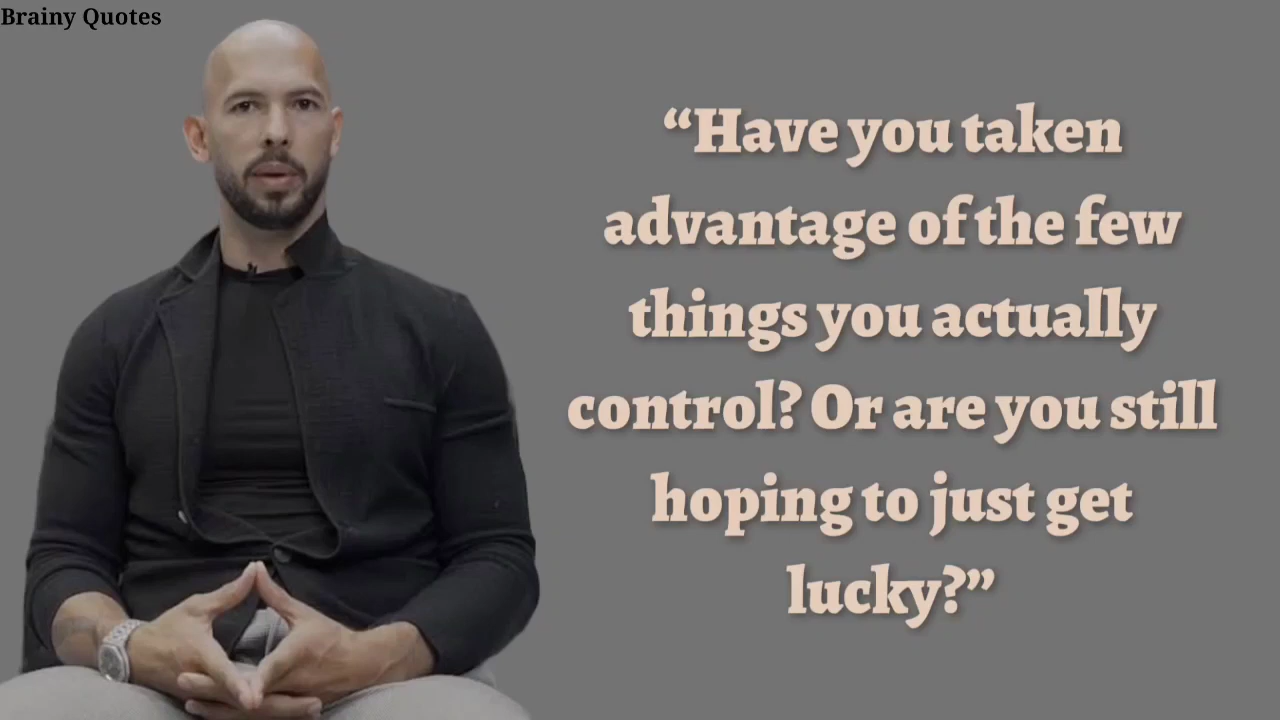 Brainy Quotes
“Have you taken
advantage of the few
things you actually
control? Or are you still
hoping to just get
lucky?”